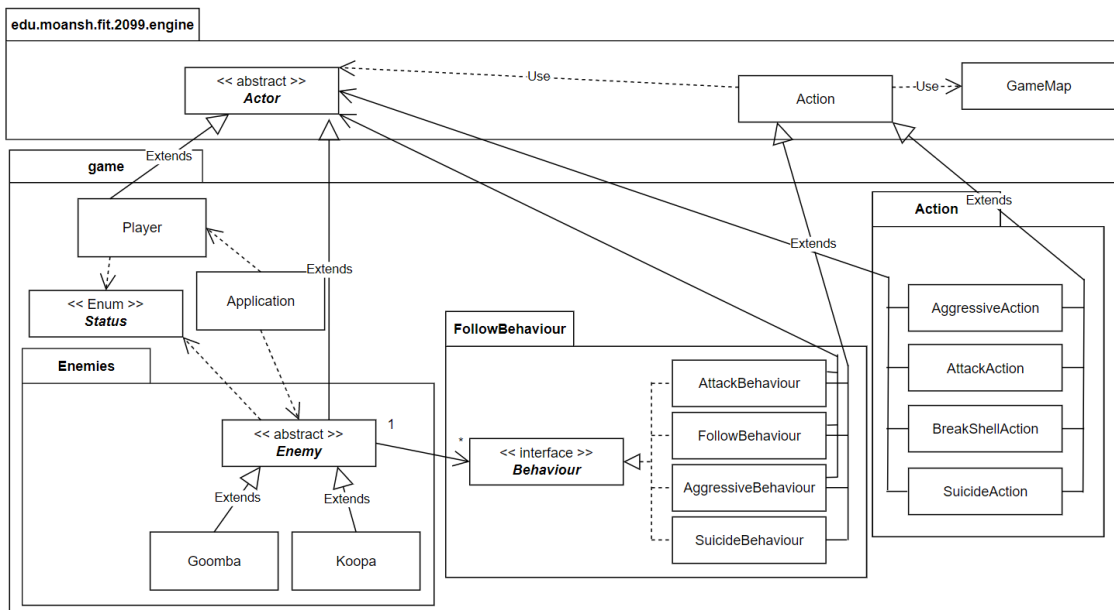 edu.moansh.fit.2099.engine
<< abstract >>
Actor
Use
Action
Use
GameMap
Extends
game
Player
Extends
Application
<< Enum >>
Status
Enemies
<< abstract >>
Enemy
1
*
Extends
Extends
Goomba
Koopa
FollowBehaviour
<< interface >>
Behaviour
AttackBehaviour
FollowBehaviour
AggressiveBehaviour
SuicideBehaviour
Extends
Action
Extends
AggressiveAction
AttackAction
BreakShellAction
SuicideAction